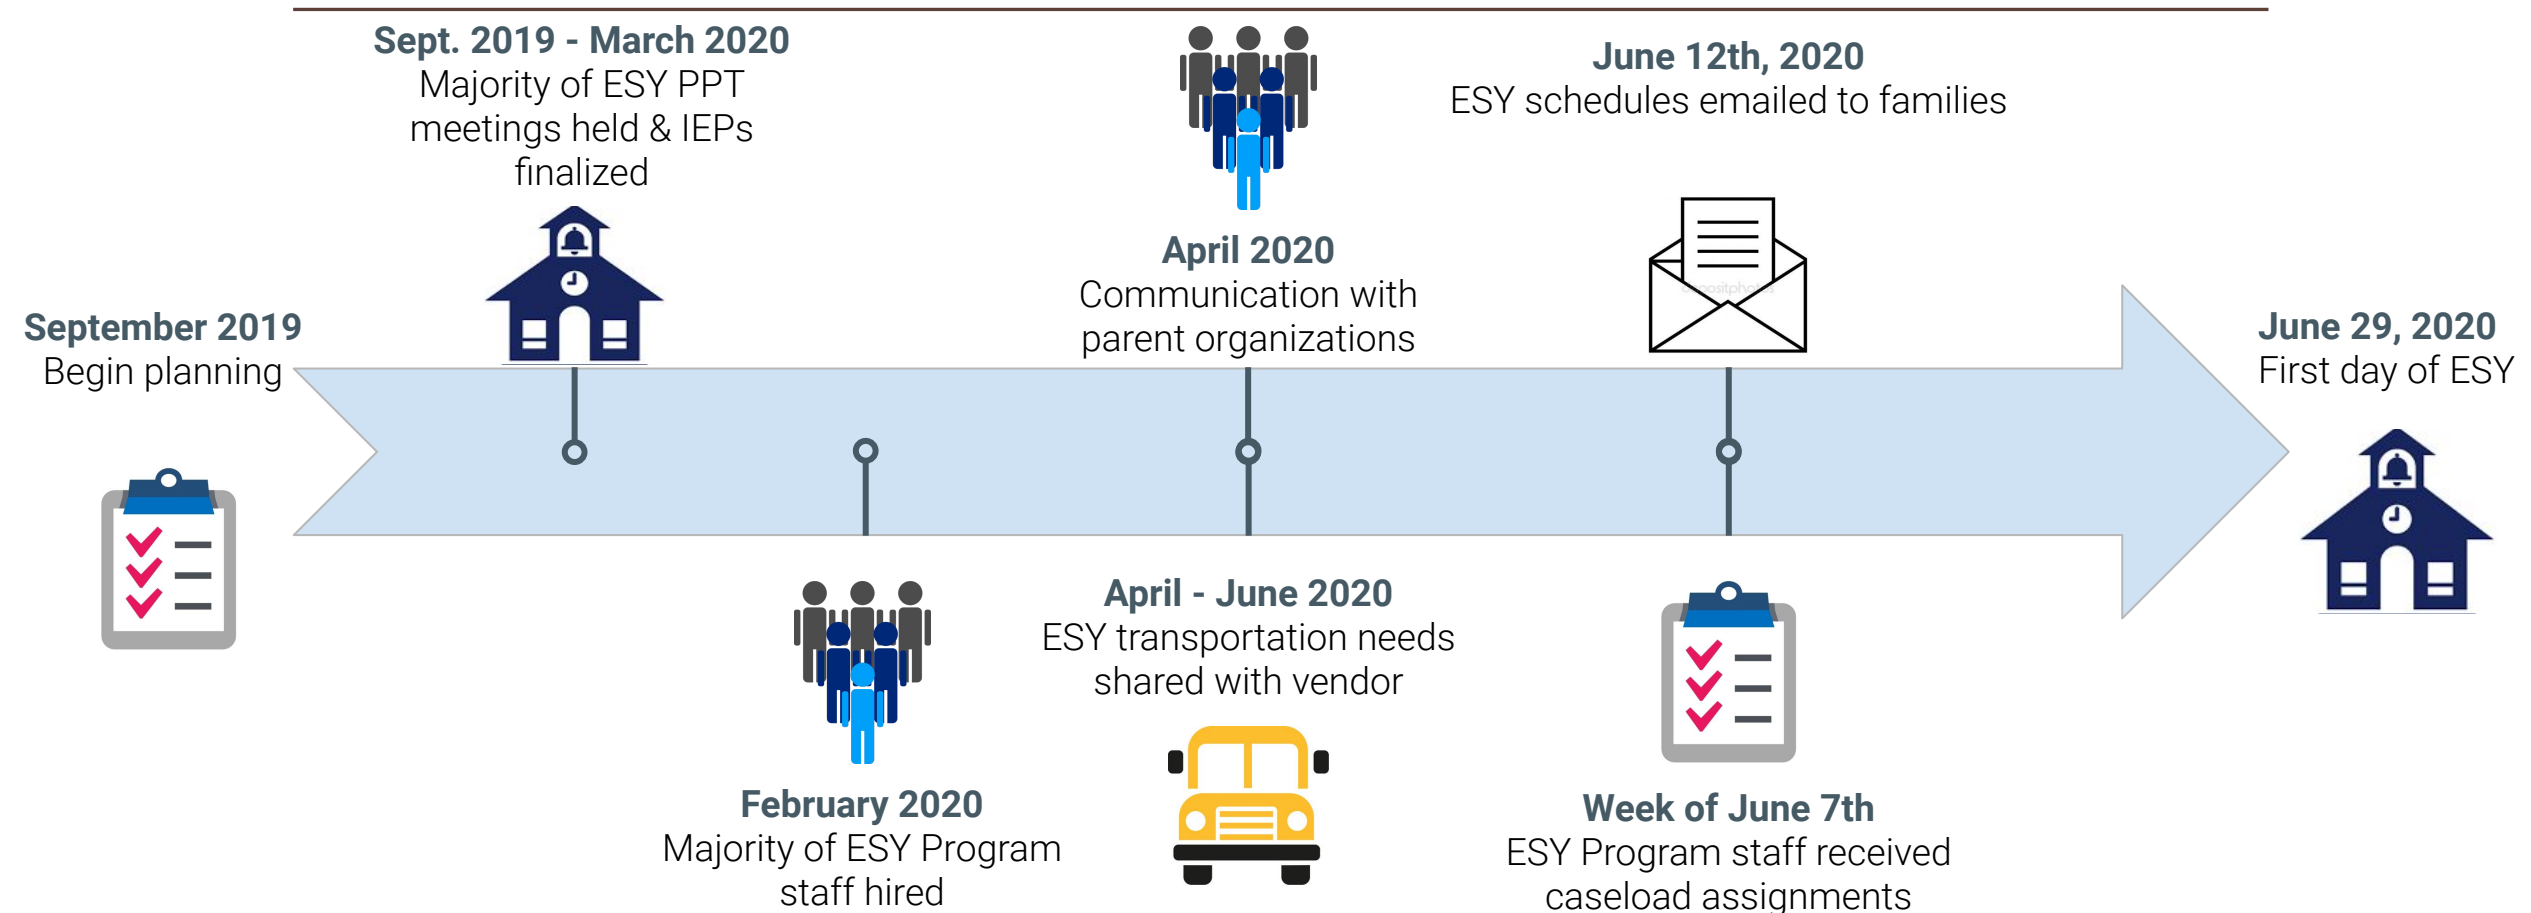 September 2019
Begin planning
Sept. 2019 - March 2020
Majority of ESY PPT
meetings held & IEPs
finalized
February 2020
Majority of ESY Program
staff hired
April 2020
Communication with
parent organizations
April - June 2020
ESY transportation needs
shared with vendor
June 12th, 2020
ESY schedules emailed to families
depositphotos
Week of June 7th
ESY Program staff received
caseload assignments
June 29, 2020
First day of ESY